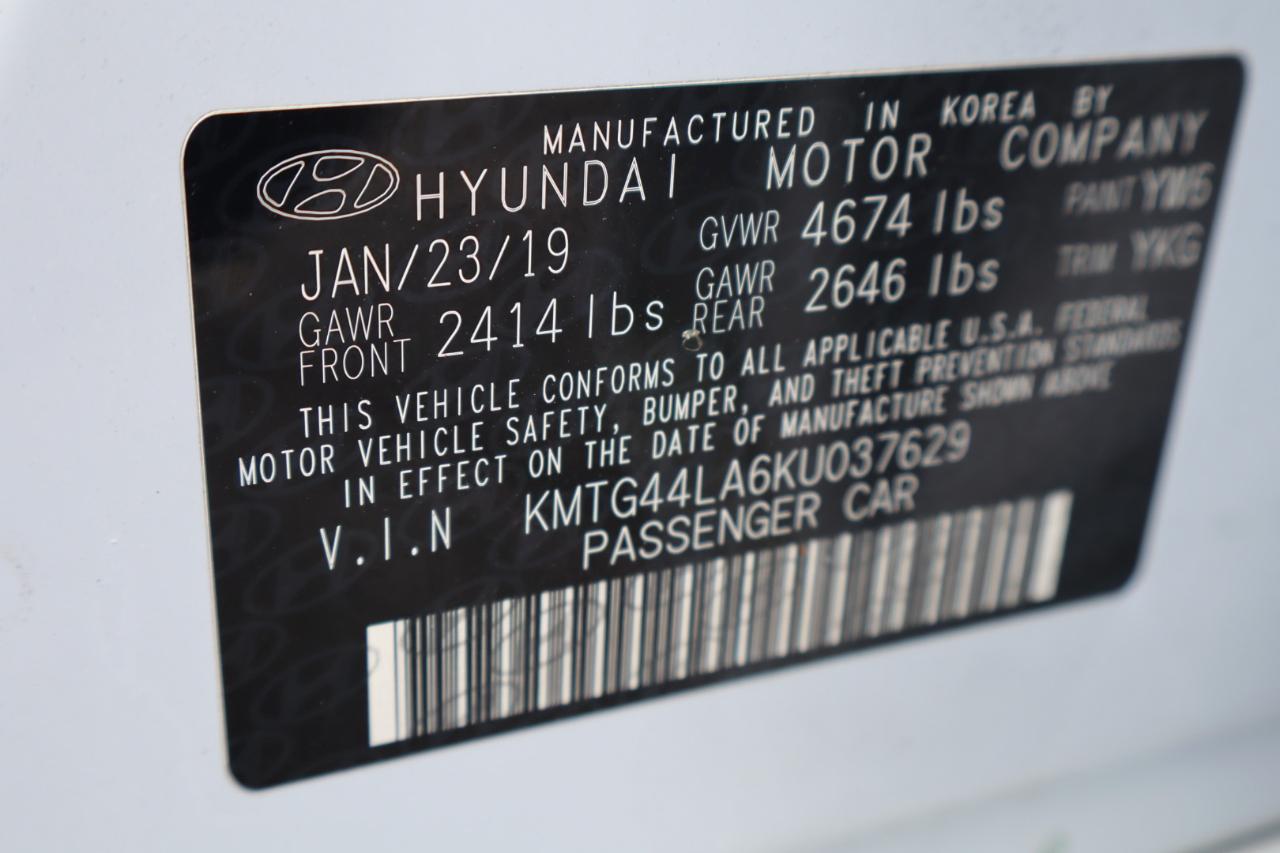 MANUFACTURED IN KOREA BY
HYUNDAI MOTOR COMPANY
JAN/23/19 GVWR 4674 lbs PAINT YW5
GAWR FRONT 2414 lbs GAWR REAR 2646 lbs TRIM YKG
THIS VEHICLE CONFORMS TO ALL APPLICABLE U.S.A. FEDERAL
MOTOR VEHICLE SAFETY, BUMPER, AND THEFT PREVENTION STANDARDS
IN EFFECT ON THE DATE OF MANUFACTURE SHOWN ABOVE
V.I.N KMTG44LA6KU037629
PASSENGER CAR